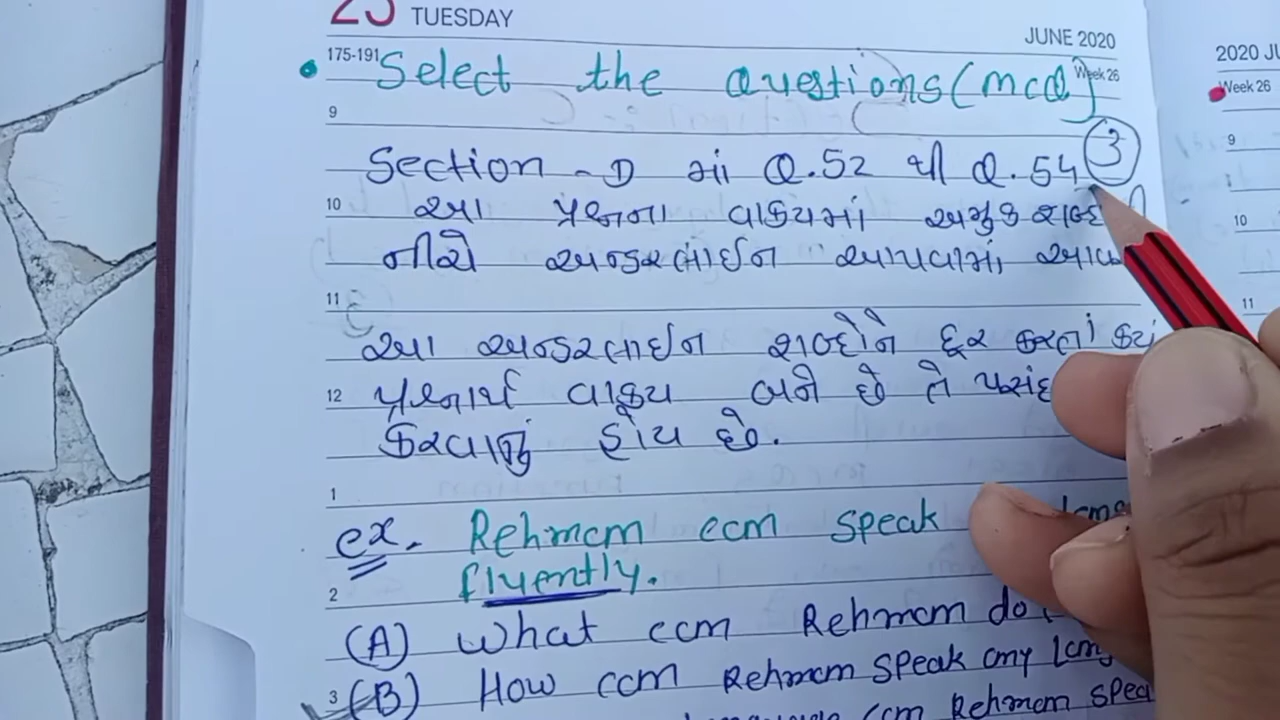 23 TUESDAY
JUNE 2020
175-191
Week 26
Select the Questions (MCQ)
9
Section - D માં Q.52 થી Q.54 3
10 આ પ્રશ્નના વાક્યમાં અમુક શબ્દ
નીચે અન્ડરલાઈન આપવામાં
11
આ અન્ડરલાઈન શબ્દોને દૂર કરતાં કયું
12 પ્રશ્નાર્થ વાક્ય બને છે તે પસંદ
કરવાનું હોય છે.
1
ex. Rehman can speak
2 fluently.
(A) What can Rehman do
3 (B) How can Rehman speak any
can Rehman
2020
Week 26
9
10
11